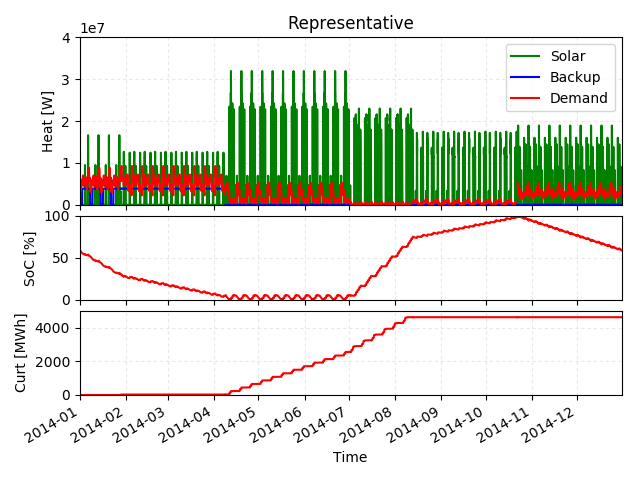 Representative
1e7
4
3
2
1
0
Heat [W]
Solar
Backup
Demand
100
50
0
SoC [%]
4000
2000
0
Curt [MWh]
2014-01
2014-02
2014-03
2014-04
2014-05
2014-06
2014-07
2014-08
2014-09
2014-10
2014-11
2014-12
Time